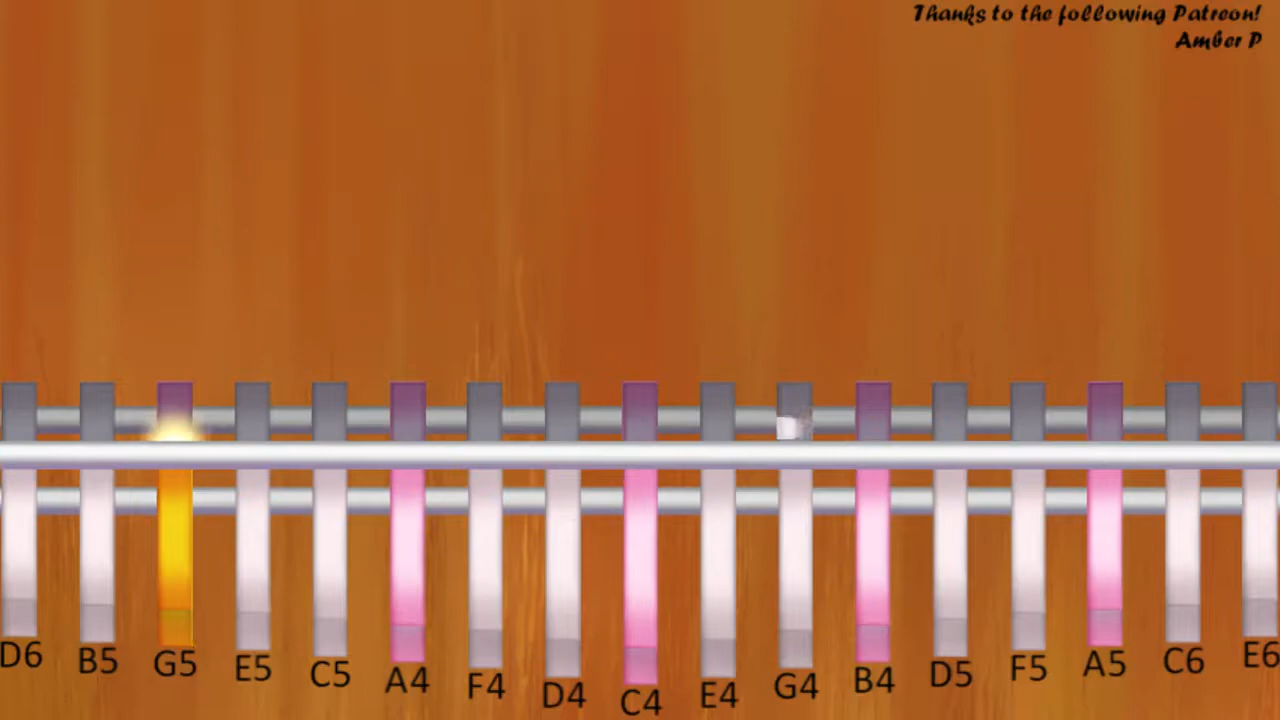 Thanks to the following Patreon!
Amber P
D6 B5 G5 E5 C5 A4 F4 D4 C4 E4 G4 B4 D5 F5 A5 C6 E6